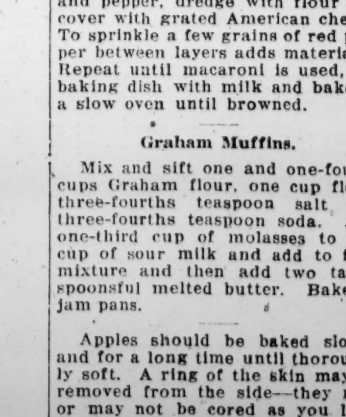 and pepper, dredge with flour
cover with grated American che
To sprinkle a few grains of red
per between layers adds materia
Repeat until macaroni is used,
baking dish with milk and bak
a slow oven until browned.
Graham Muffins.
Mix and sift one and one-fou
cups Graham flour, one cup fl
three-fourths teaspoon salt
three-fourths teaspoon soda.
one-third cup of molasses to
cup of sour milk and add to f
mixture and then add two ta
spoonsful melted butter. Bake
jam pans.
Apples should be baked slo
and for a long time until thorou
ly soft. A ring of the skin may
removed from the side—they
or may not be cored as you